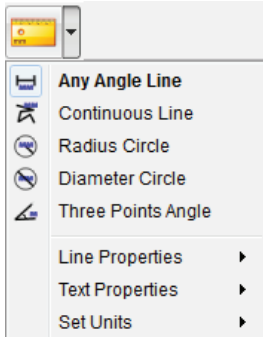 Any Angle Line
Continuous Line
Radius Circle
Diameter Circle
Three Points Angle
Line Properties
Text Properties
Set Units